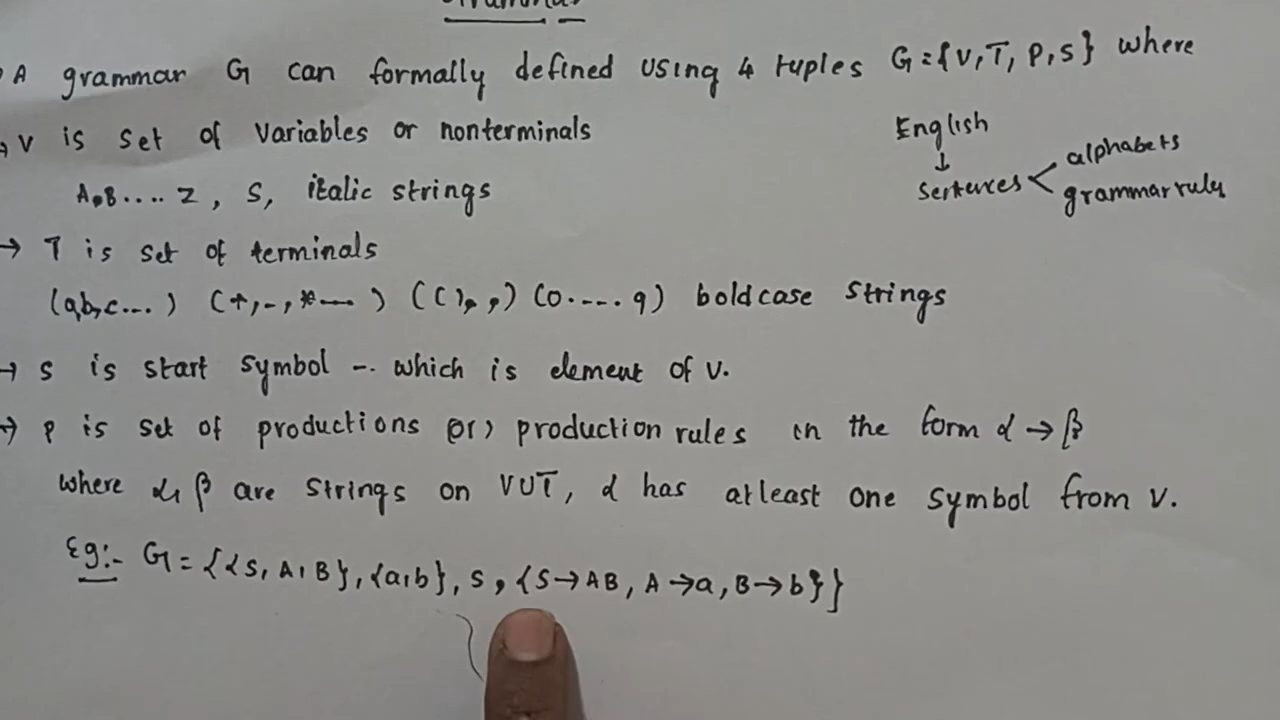 Grammar
A grammar G can formally defined using 4 tuples G={V,T, P,S} where
→ V is set of variables or nonterminals
A,B.... Z, S, italic strings
English
↓
Sentences < alphabets
grammar rules
→ T is set of terminals
(a,b,c...) (+,-,*---) (( ), , ) (0....9) boldcase strings
→ S is start symbol -. which is element of V.
→ P is set of productions (or) production rules in the form α → β
where α, β are strings on VUT, α has atleast one symbol from V.
Eg:- G = {{S, A, B}, {a,b}, S, {S→AB, A→a, B→b}}